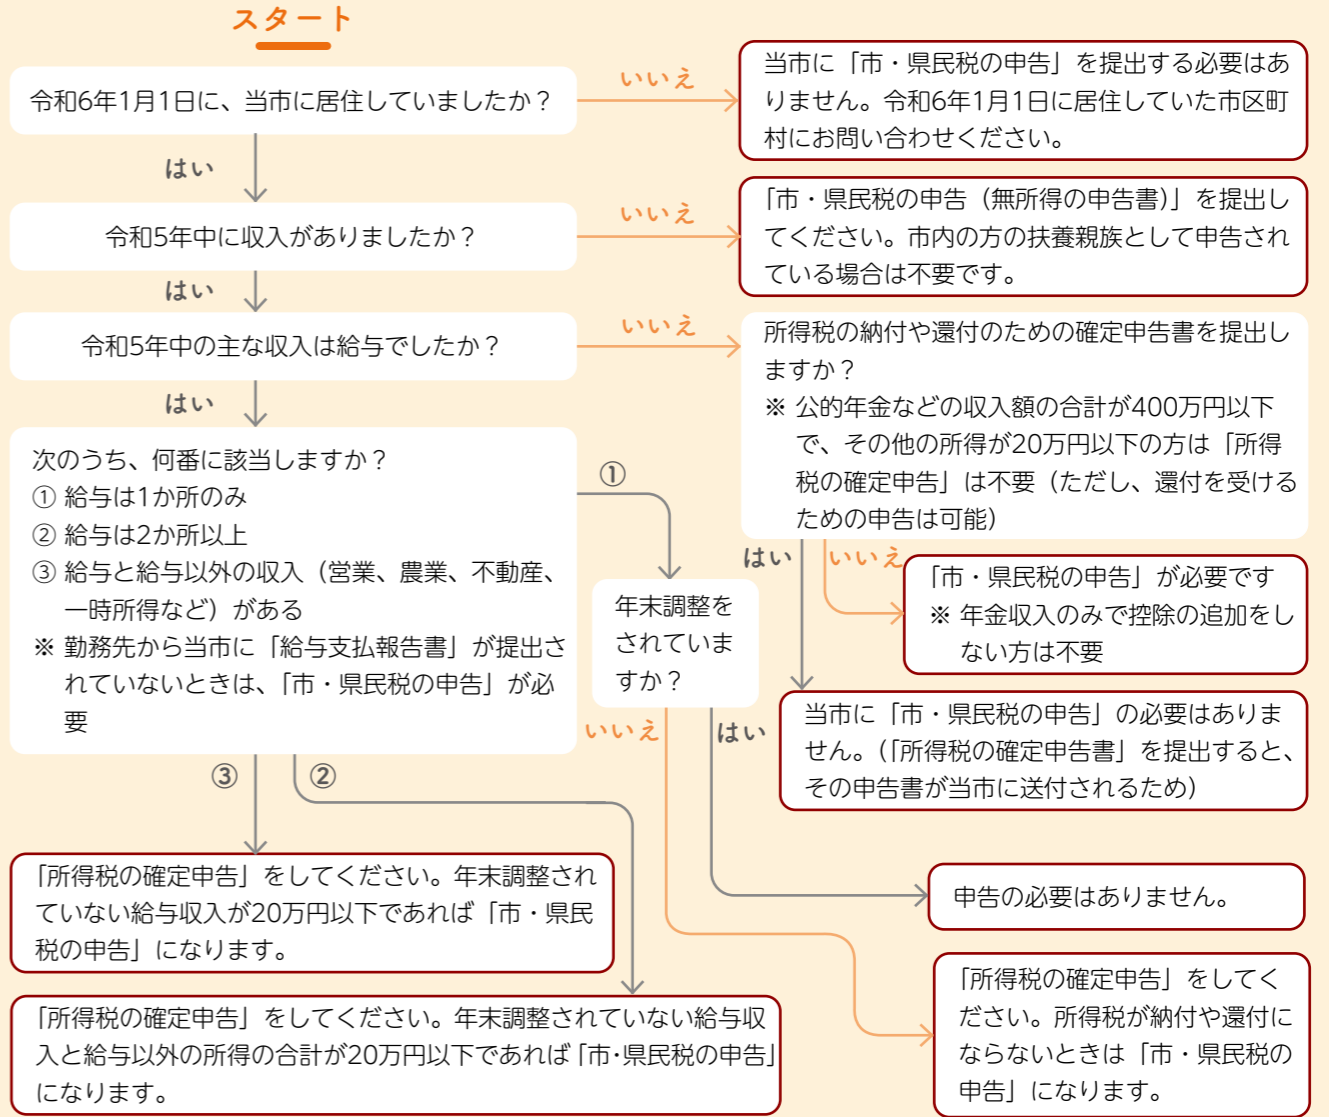 スタート
令和6年1月1日に、当市に居住していましたか？
いいえ
当市に「市・県民税の申告」を提出する必要はあ
りません。令和6年1月1日に居住していた市区町
村にお問い合わせください。
はい
令和5年中に収入がありましたか？
いいえ
「市・県民税の申告（無所得の申告書）」を提出し
てください。市内の方の扶養親族として申告され
ている場合は不要です。
はい
令和5年中の主な収入は給与でしたか？
いいえ
所得税の納付や還付のための確定申告書を提出し
ますか？
※ 公的年金などの収入額の合計が400万円以下
で、その他の所得が20万円以下の方は「所得
税の確定申告」は不要（ただし、還付を受ける
ための申告は可能）
はい
次のうち、何番に該当しますか？
① 給与は1か所のみ
② 給与は2か所以上
③ 給与と給与以外の収入（営業、農業、不動産、
一時所得など）がある
※ 勤務先から当市に「給与支払報告書」が提出さ
れていないときは、「市・県民税の申告」が必
要
①
年末調整を
されていま
すか？
はい
いいえ
「市・県民税の申告」が必要です
※ 年金収入のみで控除の追加をし
ない方は不要
当市に「市・県民税の申告」の必要はありま
せん。（「所得税の確定申告書」を提出すると、
その申告書が当市に送付されるため）
いいえ
はい
③
②
「所得税の確定申告」をしてください。年末調整され
ていない給与収入が20万円以下であれば「市・県民
税の申告」になります。
申告の必要はありません。
「所得税の確定申告」をしてください。年末調整されていない給与収
入と給与以外の所得の合計が20万円以下であれば「市・県民税の申告」
になります。
「所得税の確定申告」をしてく
ださい。所得税が納付や還付に
ならないときは「市・県民税の
申告」になります。